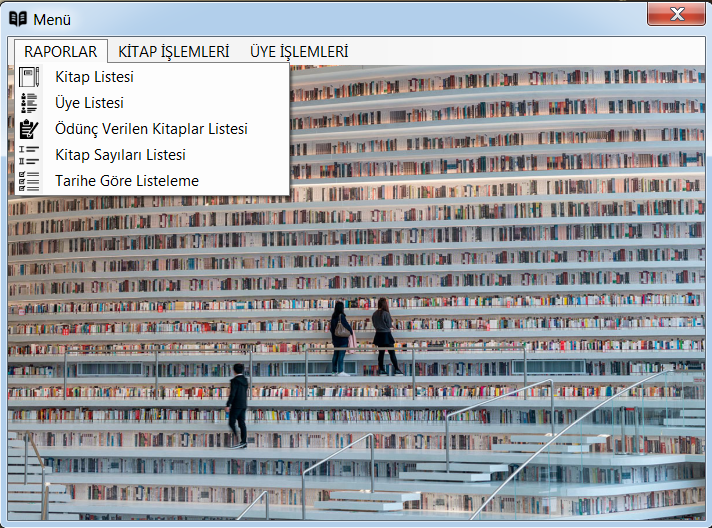 Menü
RAPORLAR KİTAP İŞLEMLERİ ÜYE İŞLEMLERİ
Kitap Listesi
Üye Listesi
Ödünç Verilen Kitaplar Listesi
Kitap Sayıları Listesi
Tarihe Göre Listeleme